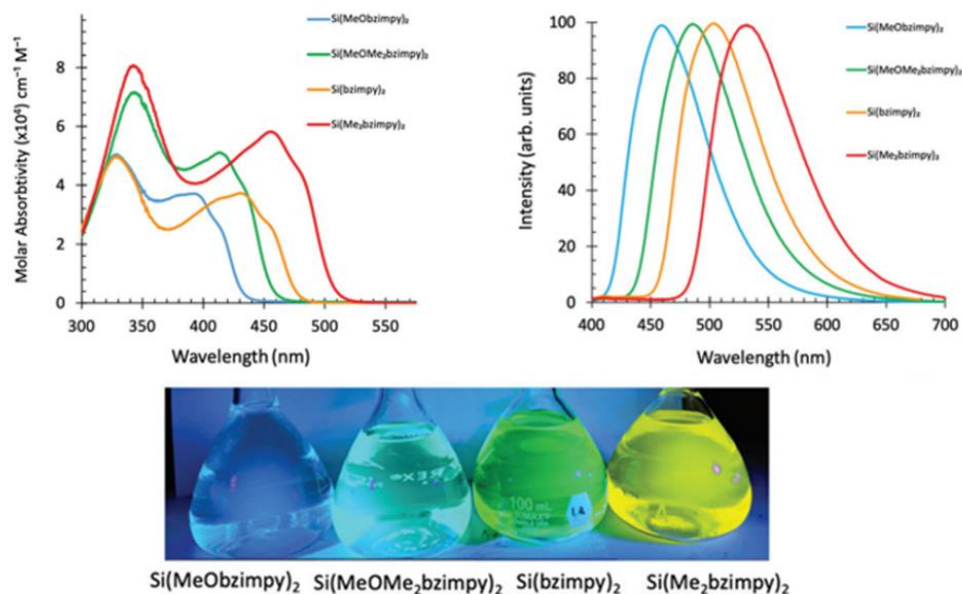 Molar Absorbtivity (x10⁴) cm⁻¹ M⁻¹
8
6
4
2
0
300
350
400
450
500
550
Wavelength (nm)
Si(MeObzimpy)₂
Si(MeOMe₂bzimpy)₂
Si(bzimpy)₂
Si(Me₂bzimpy)₂
Intensity (arb. units)
100
80
60
40
20
0
400
450
500
550
600
650
700
Wavelength (nm)
Si(MeObzimpy)₂
Si(MeOMe₂bzimpy)₂
Si(bzimpy)₂
Si(Me₂bzimpy)₂
100 mL
Si(MeObzimpy)₂
Si(MeOMe₂bzimpy)₂
Si(bzimpy)₂
Si(Me₂bzimpy)₂